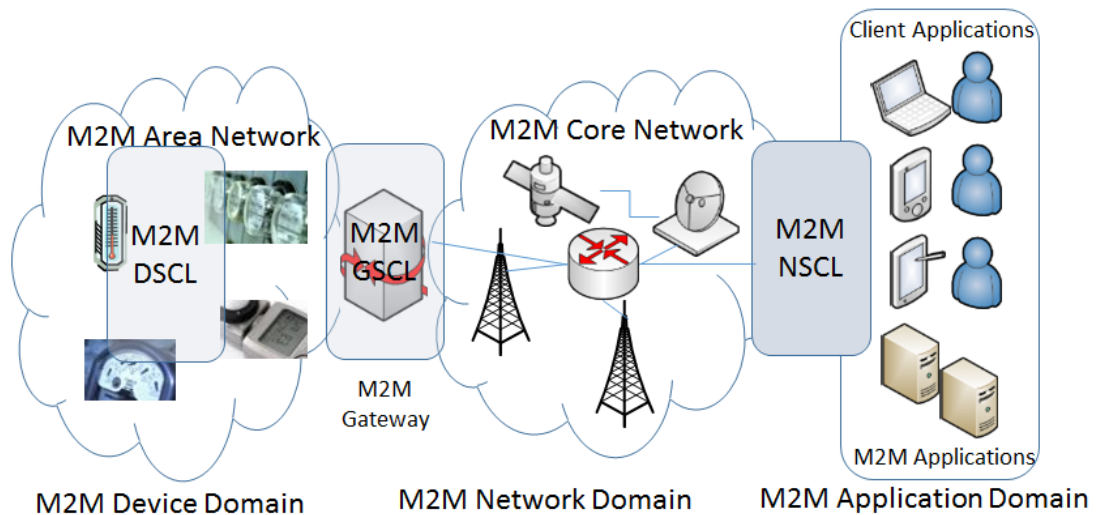 Client Applications
M2M Area Network
M2M Core Network
M2M
DSCL
M2M
GSCL
M2M
NSCL
M2M
Gateway
M2M Applications
M2M Device Domain
M2M Network Domain
M2M Application Domain